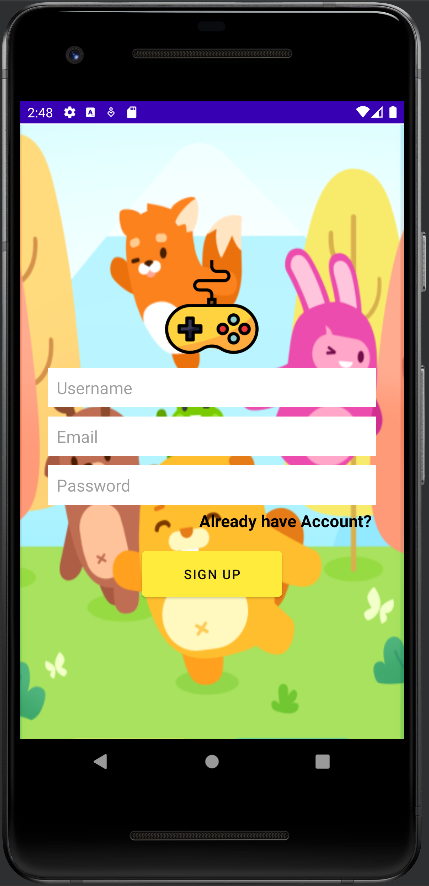 2:48
Username
Email
Password
Already have Account?
SIGN UP